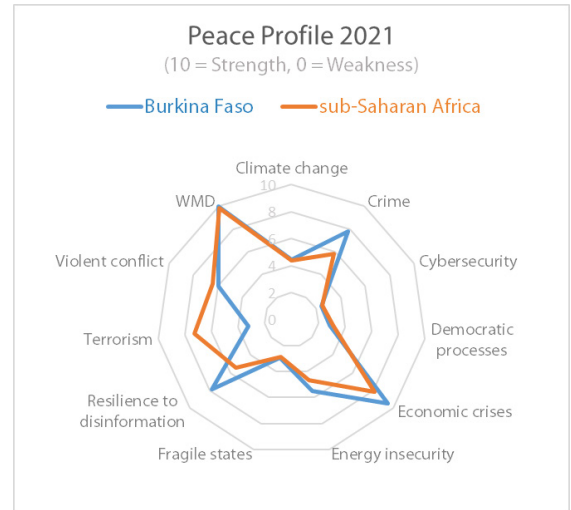 Peace Profile 2021
(10 = Strength, 0 = Weakness)
Burkina Faso
sub-Saharan Africa
Climate change
10
8
6
4
2
0
Crime
Cybersecurity
Democratic
processes
Economic crises
Energy insecurity
Fragile states
Resilience to
disinformation
Terrorism
Violent conflict
WMD